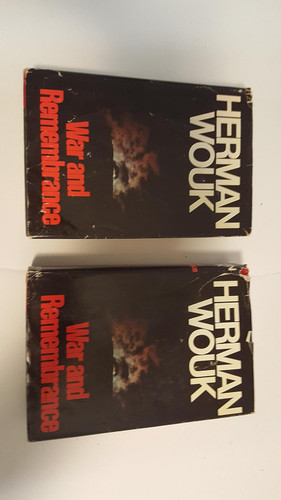 HERMAN
WOUK
War and
Remembrance
HERMAN
WOUK
War and
Remembrance